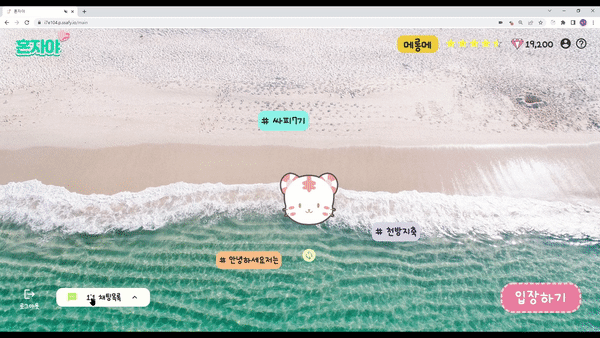 혼자야
i7e104.p.ssafy.io/main
혼자야
메롱메
19,200
# 싸피7기
# 천방지축
# 안녕하세요저는
로그아웃
1:1 채팅목록
입장하기